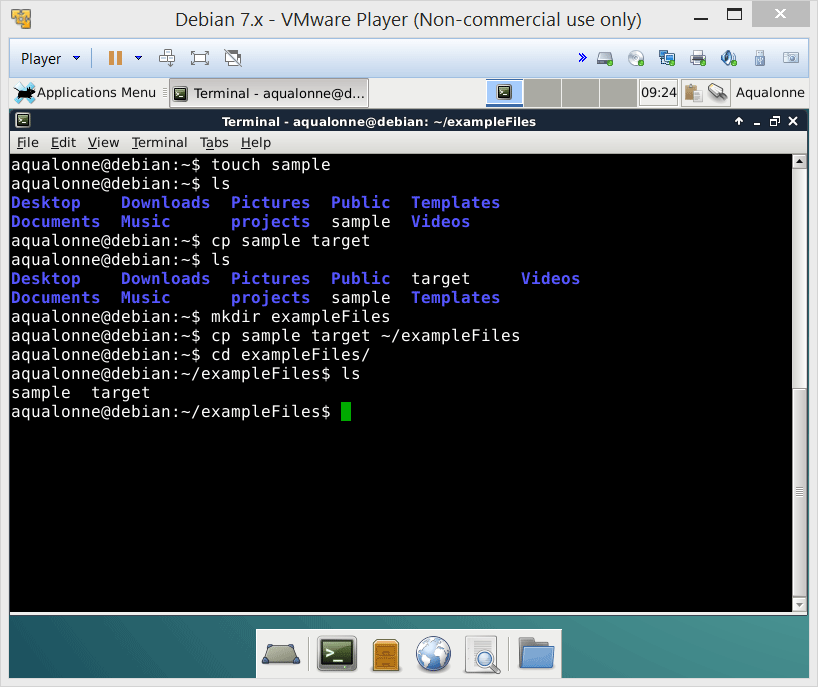 Debian 7.x - VMware Player (Non-commercial use only)
Player
Applications Menu Terminal - aqualonne@d... 09:24 Aqualonne
Terminal - aqualonne@debian: ~/exampleFiles
File Edit View Terminal Tabs Help
aqualonne@debian:~$ touch sample
aqualonne@debian:~$ ls
Desktop    Downloads  Pictures  Public  Templates
Documents  Music      projects  sample  Videos
aqualonne@debian:~$ cp sample target
aqualonne@debian:~$ ls
Desktop    Downloads  Pictures  Public  target     Videos
Documents  Music      projects  sample  Templates
aqualonne@debian:~$ mkdir exampleFiles
aqualonne@debian:~$ cp sample target ~/exampleFiles
aqualonne@debian:~$ cd exampleFiles/
aqualonne@debian:~/exampleFiles$ ls
sample  target
aqualonne@debian:~/exampleFiles$